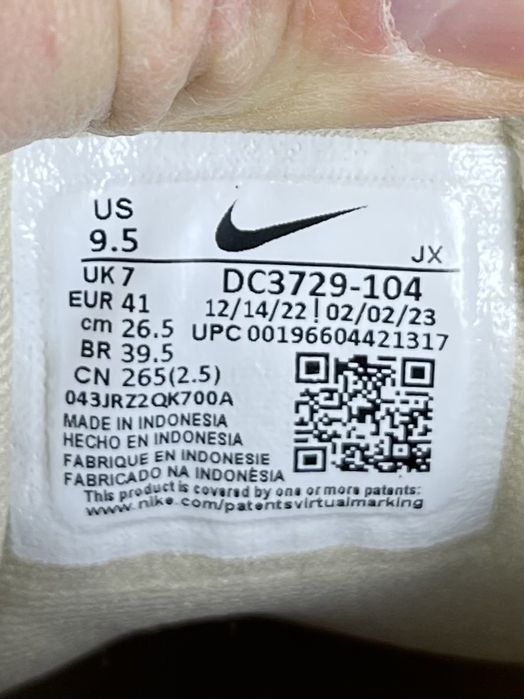 US
9.5
JX
UK 7
DC3729-104
EUR 41
12/14/22 | 02/02/23
cm 26.5
UPC 00196604421317
BR 39.5
CN 265(2.5)
043JRZ2QK700A
MADE IN INDONESIA
HECHO EN INDONESIA
FABRIQUE EN INDONESIE
FABRICADO NA INDONÉSIA
This product is covered by one or more patents:
www.nike.com/patentsvirtualmarking